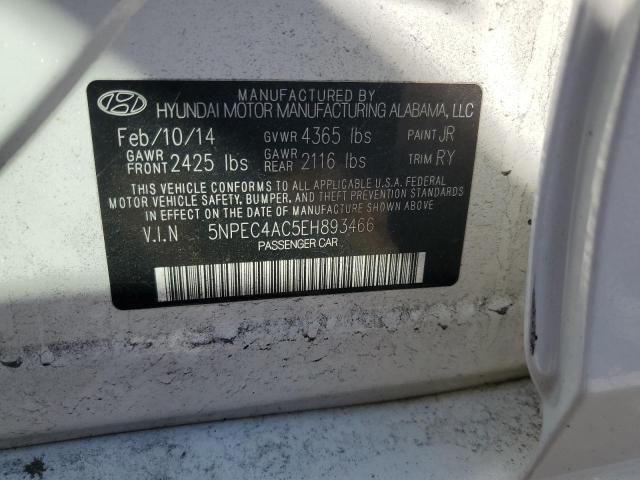 MANUFACTURED BY
HYUNDAI MOTOR MANUFACTURING ALABAMA, LLC
Feb/10/14 GVWR 4365 lbs PAINT JR
GAWR FRONT 2425 lbs GAWR REAR 2116 lbs TRIM RY
THIS VEHICLE CONFORMS TO ALL APPLICABLE U.S.A. FEDERAL
MOTOR VEHICLE SAFETY, BUMPER, AND THEFT PREVENTION STANDARDS
IN EFFECT ON THE DATE OF MANUFACTURE SHOWN ABOVE.
V.I.N 5NPEC4AC5EH893466
PASSENGER CAR